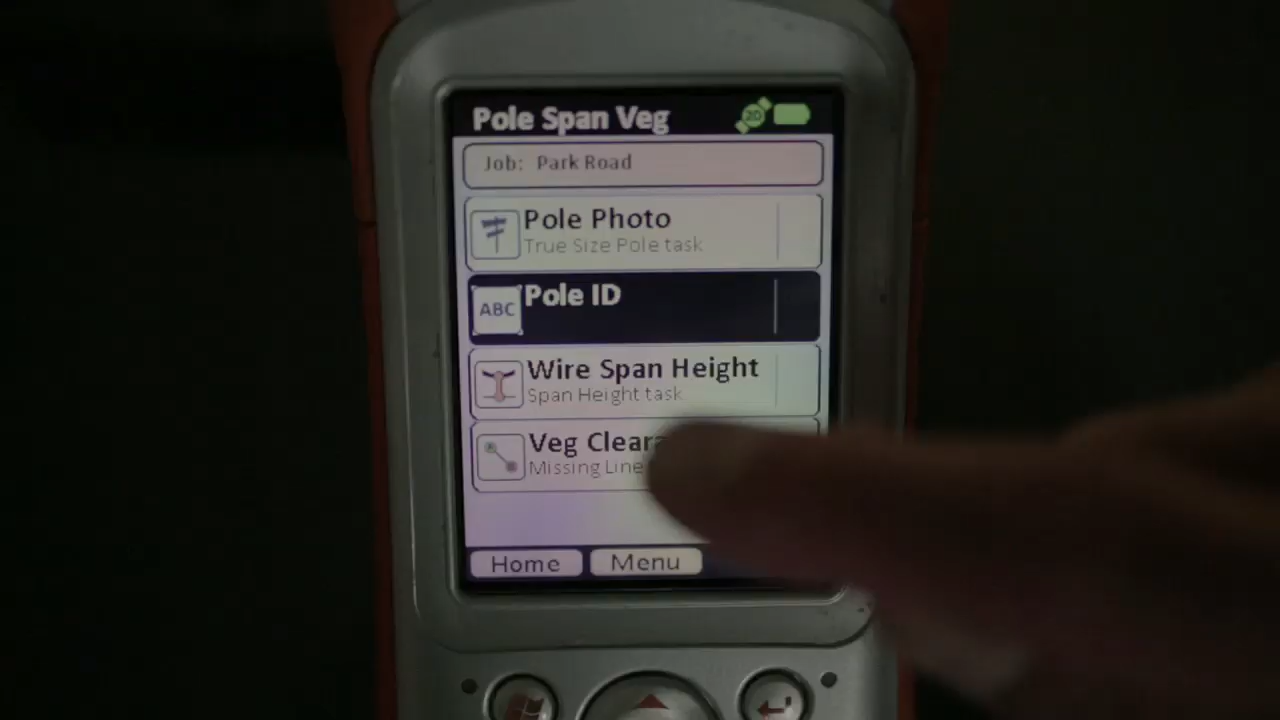 Pole Span Veg
2D
Job: Park Road
Pole Photo
True Size Pole task
ABC
Pole ID
Wire Span Height
Span Height task
Veg Cleara
Missing Line
Home
Menu